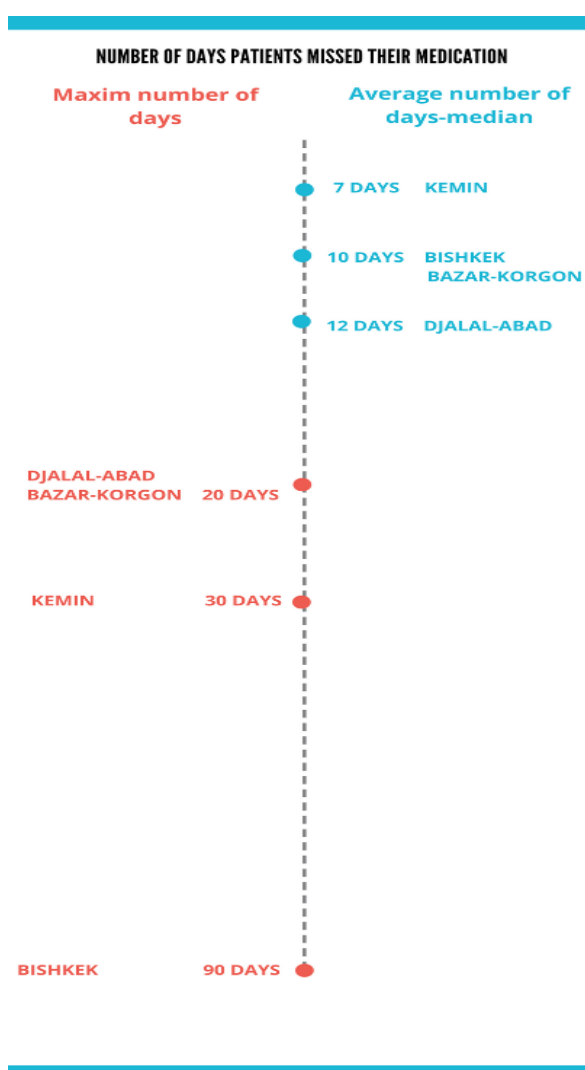 NUMBER OF DAYS PATIENTS MISSED THEIR MEDICATION
Maxim number of
days
Average number of
days-median
7 DAYS KEMIN
10 DAYS BISHKEK
BAZAR-KORGON
12 DAYS DJALAL-ABAD
DJALAL-ABAD
BAZAR-KORGON 20 DAYS
KEMIN 30 DAYS
BISHKEK 90 DAYS